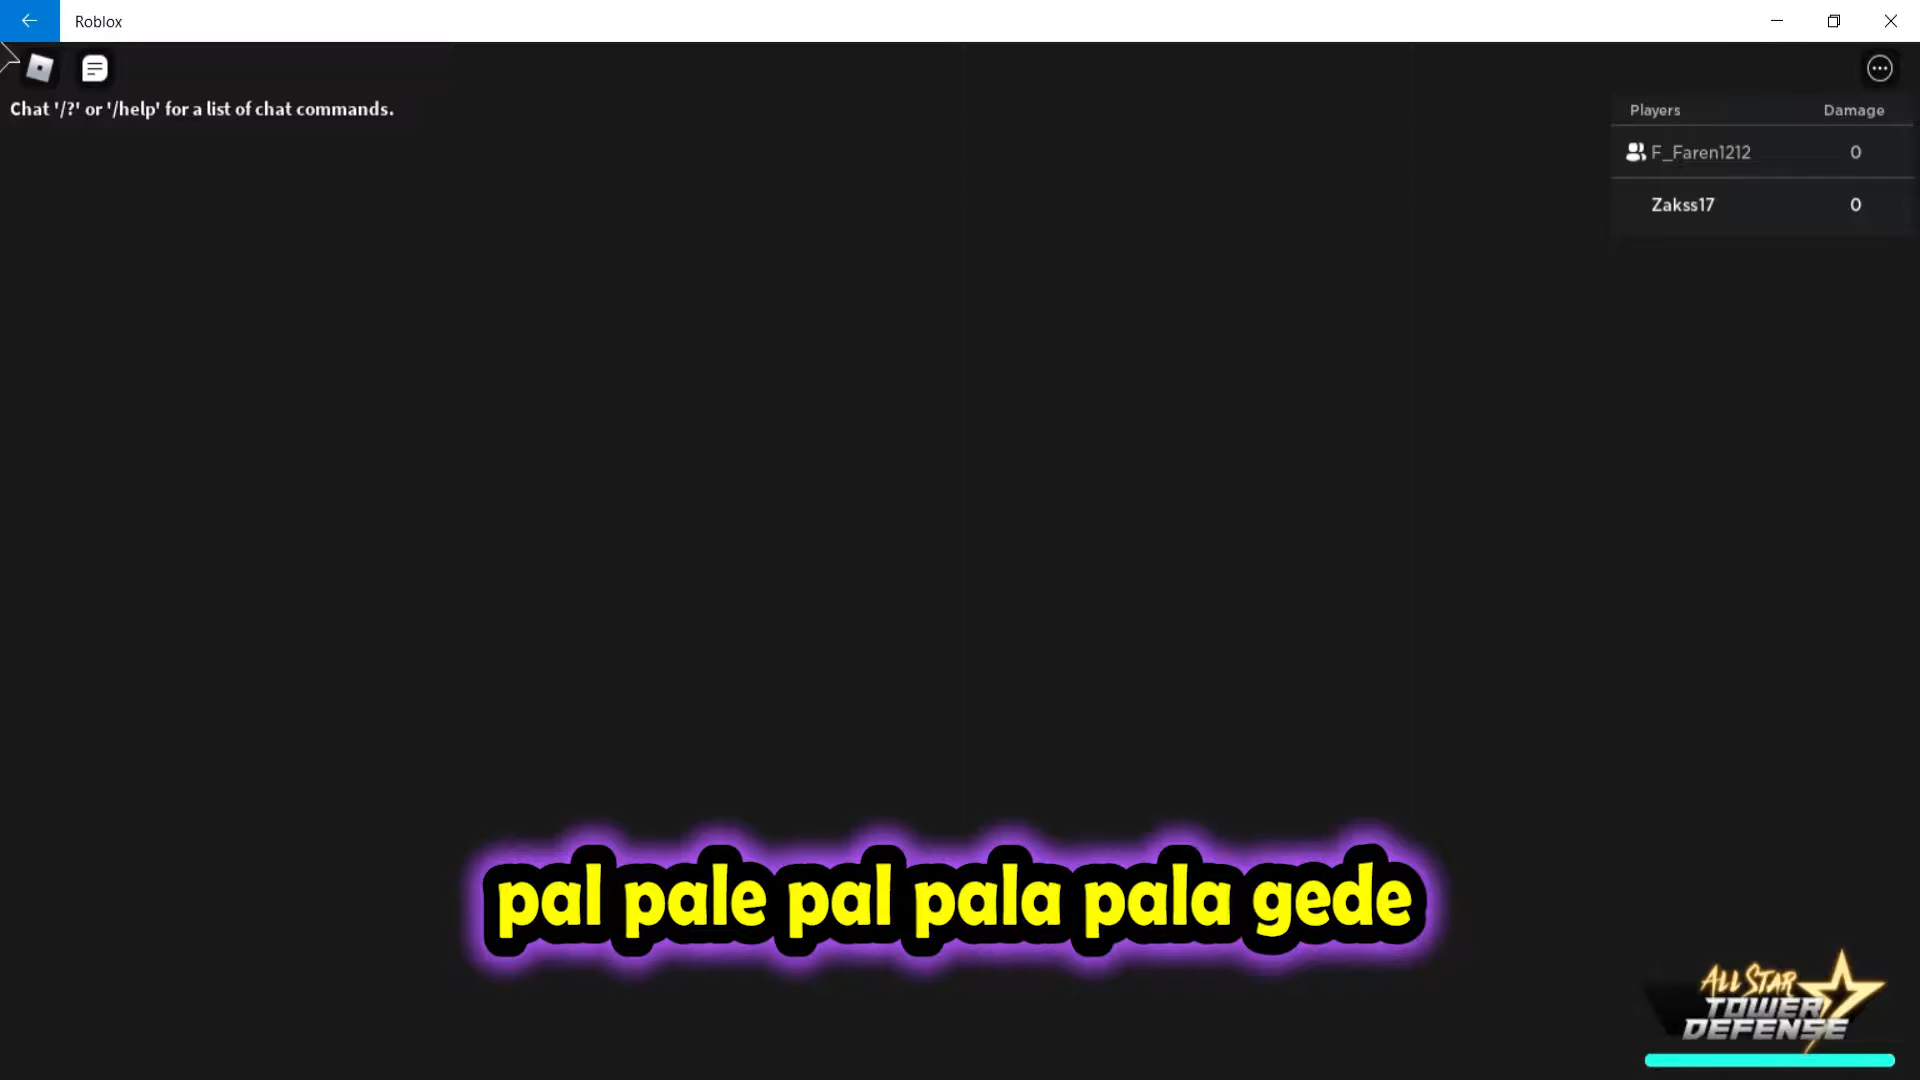 Roblox
Chat '/?' or '/help' for a list of chat commands.
Players Damage
F_Faren1212 0
Zakss17 0
pal pale pal pala pala gede
ALL STAR
TOWER
DEFENSE